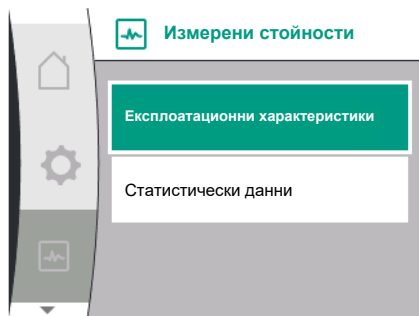 Измерени стойности
Експлоатационни характеристики
Статистически данни